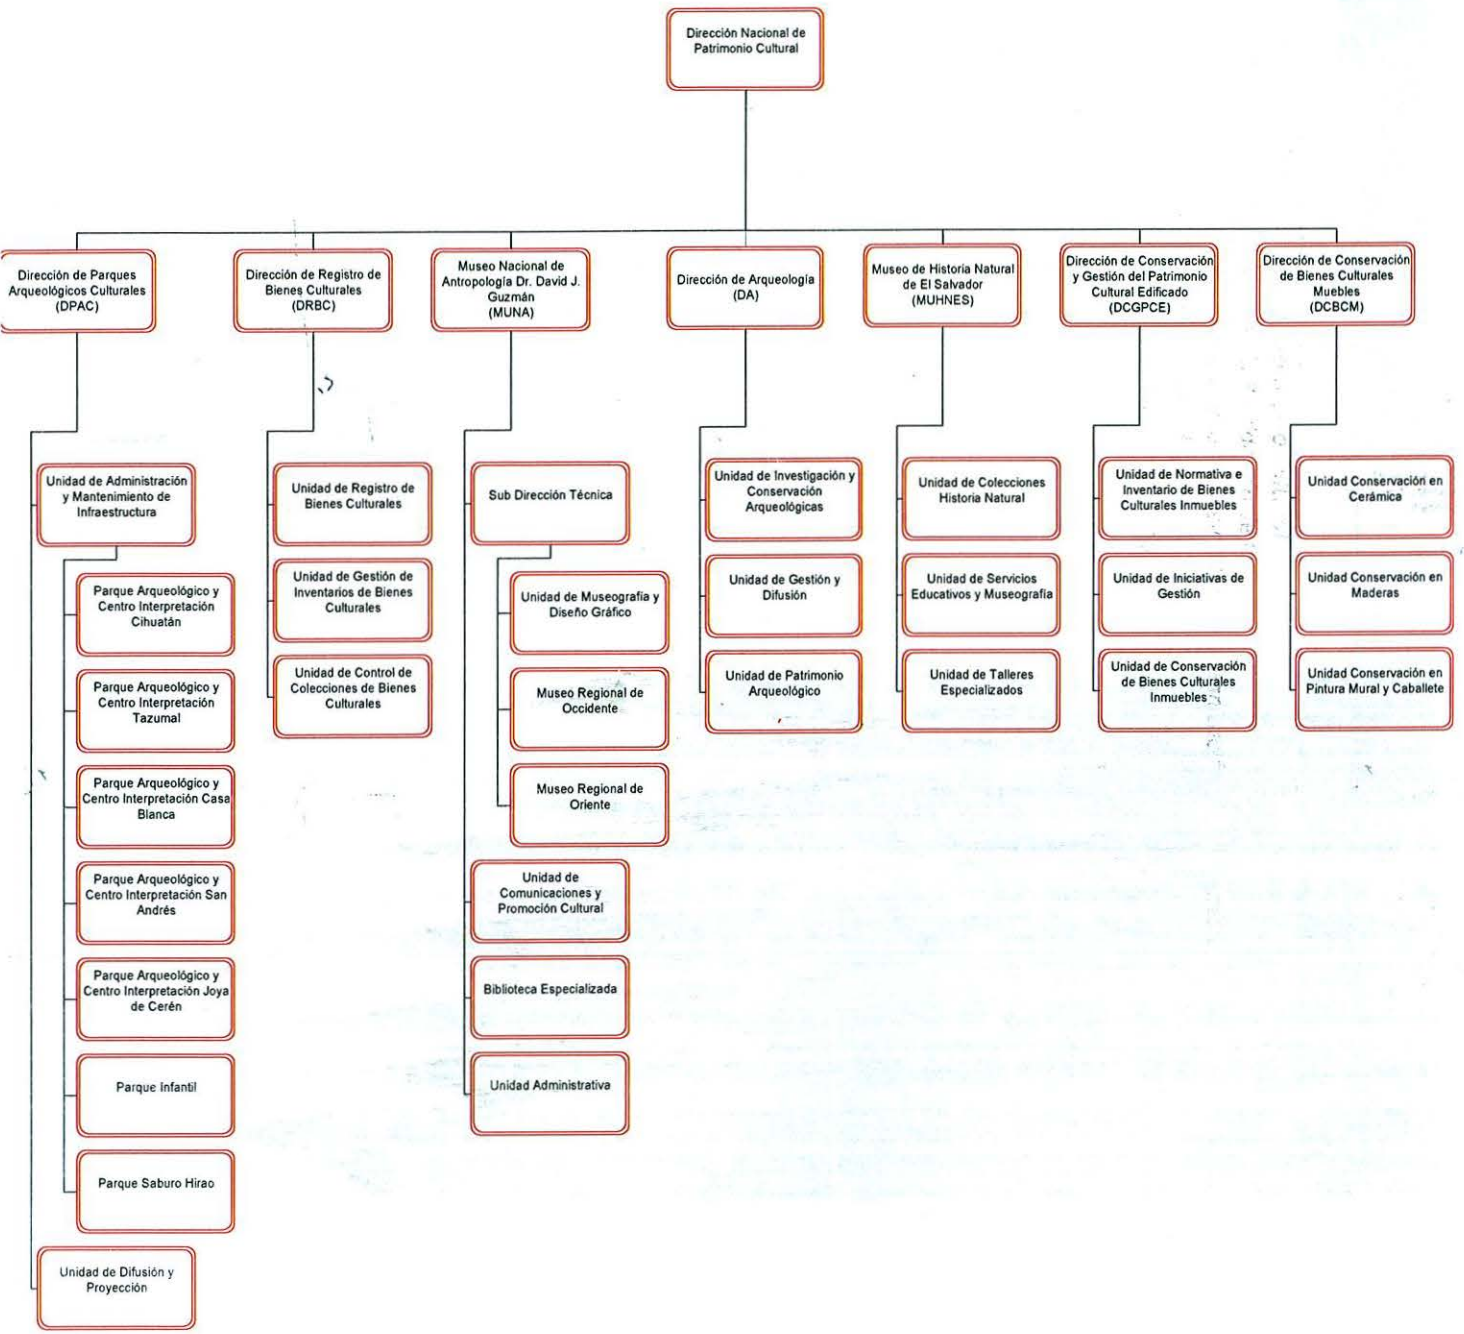 Dirección Nacional de
Patrimonio Cultural
Dirección de Parques
Arqueológicos Culturales
(DPAC)
Dirección de Registro de
Bienes Culturales
(DRBC)
Museo Nacional de
Antropología Dr. David J.
Guzmán
(MUNA)
Dirección de Arqueología
(DA)
Museo de Historia Natural
de El Salvador
(MUHNES)
Dirección de Conservación
y Gestión del Patrimonio
Cultural Edificado
(DCGPCE)
Dirección de Conservación
de Bienes Culturales
Muebles
(DCBCM)
Unidad de Administración
y Mantenimiento de
Infraestructura
Parque Arqueológico y
Centro Interpretación
Cihuatán
Parque Arqueológico y
Centro Interpretación
Tazumal
Parque Arqueológico y
Centro Interpretación Casa
Blanca
Parque Arqueológico y
Centro Interpretación San
Andrés
Parque Arqueológico y
Centro Interpretación Joya
de Cerén
Parque Infantil
Parque Saburo Hirao
Unidad de Difusión y
Proyección
Unidad de Registro de
Bienes Culturales
Unidad de Gestión de
Inventarios de Bienes
Culturales
Unidad de Control de
Colecciones de Bienes
Culturales
Sub Dirección Técnica
Unidad de Museografía y
Diseño Gráfico
Museo Regional de
Occidente
Museo Regional de
Oriente
Unidad de
Comunicaciones y
Promoción Cultural
Biblioteca Especializada
Unidad Administrativa
Unidad de Investigación y
Conservación
Arqueológicas
Unidad de Gestión y
Difusión
Unidad de Patrimonio
Arqueológico
Unidad de Colecciones
Historia Natural
Unidad de Servicios
Educativos y Museografía
Unidad de Talleres
Especializados
Unidad de Normativa e
Inventario de Bienes
Culturales Inmuebles
Unidad de Iniciativas de
Gestión
Unidad de Conservación
de Bienes Culturales
Inmuebles
Unidad Conservación en
Cerámica
Unidad Conservación en
Maderas
Unidad Conservación en
Pintura Mural y Caballete